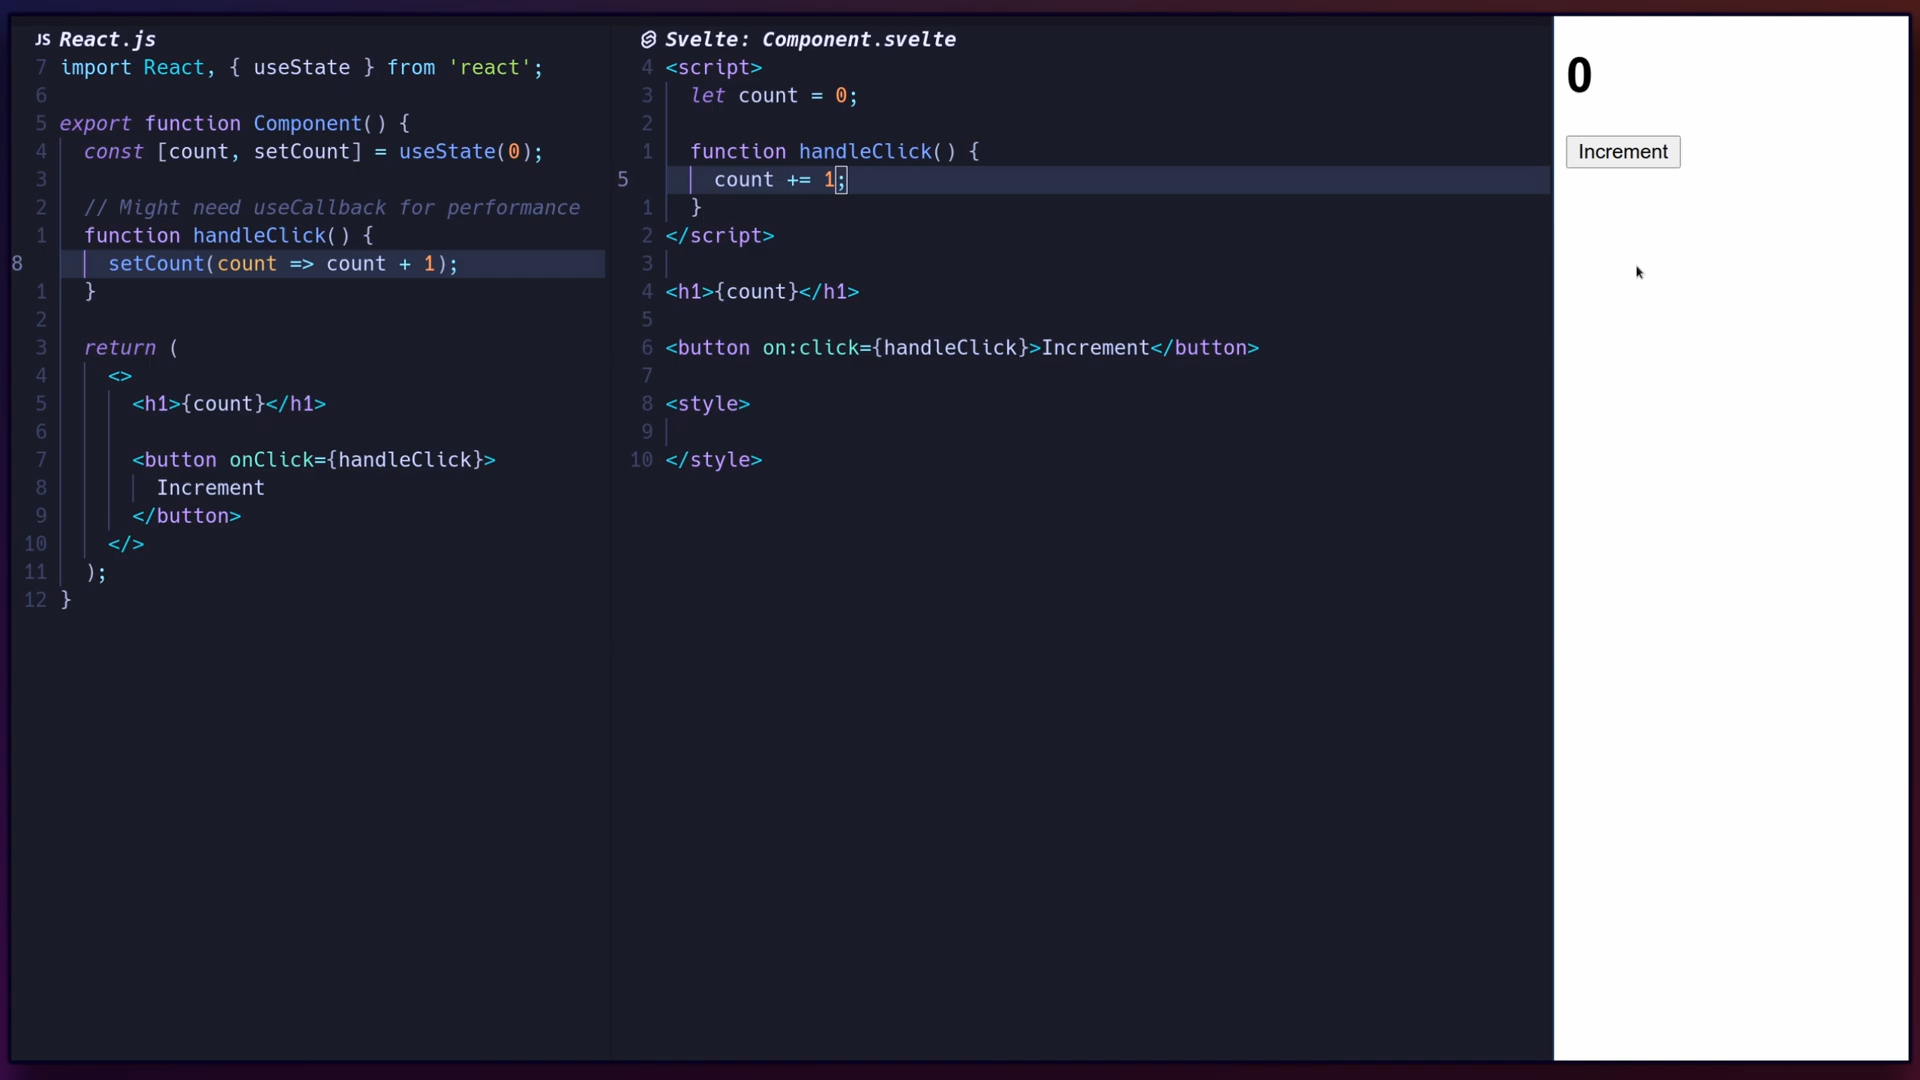 JS React.js
7 import React, { useState } from 'react';
6
5 export function Component() {
4 const [count, setCount] = useState(0);
3
2 // Might need useCallback for performance
1 function handleClick() {
8 setCount(count => count + 1);
1 }
2
3 return (
4 <>
5 <h1>{count}</h1>
6
7 <button onClick={handleClick}>
8 Increment
9 </button>
10 </>
11 );
12 }
Svelte: Component.svelte
4 <script>
3 let count = 0;
2
1 function handleClick() {
5 count += 1;
1 }
2 </script>
3
4 <h1>{count}</h1>
5
6 <button on:click={handleClick}>Increment</button>
7
8 <style>
9
10 </style>
0
Increment